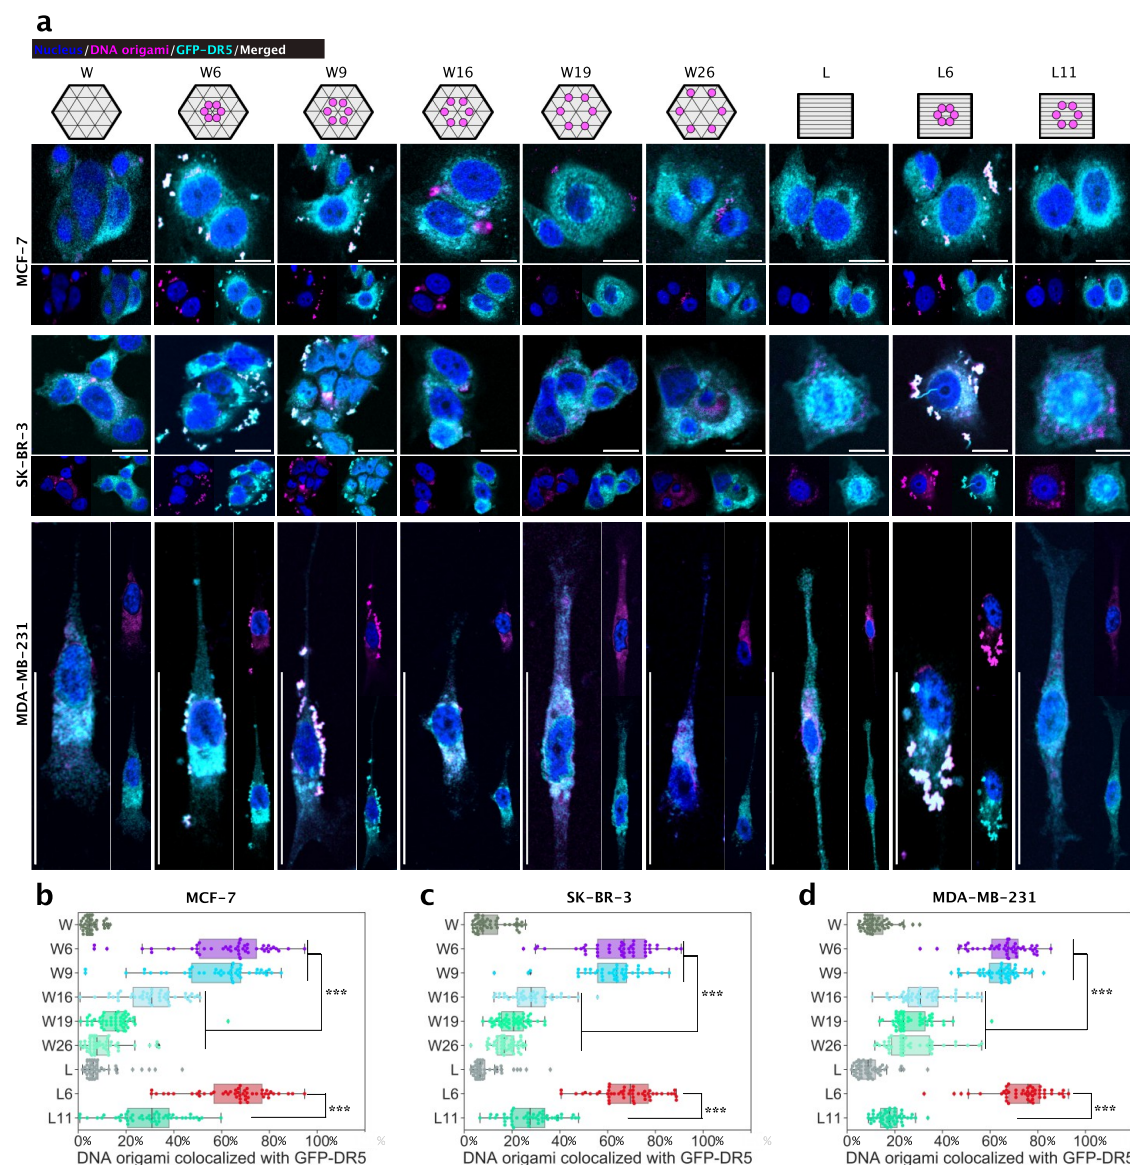 a
Nucleus/DNA origami/GFP-DR5/Merged
W W6 W9 W16 W19 W26 L L6 L11
MCF-7
SK-BR-3
MDA-MB-231
b MCF-7
W
W6
W9
W16
W19
W26
L
L6
L11
***
***
0% 20% 40% 60% 80% 100% %
DNA origami colocalized with GFP-DR5
c SK-BR-3
W
W6
W9
W16
W19
W26
L
L6
L11
***
***
0% 20% 40% 60% 80% 100% %
DNA origami colocalized with GFP-DR5
d MDA-MB-231
W
W6
W9
W16
W19
W26
L
L6
L11
***
***
0% 20% 40% 60% 80% 100%
DNA origami colocalized with GFP-DR5